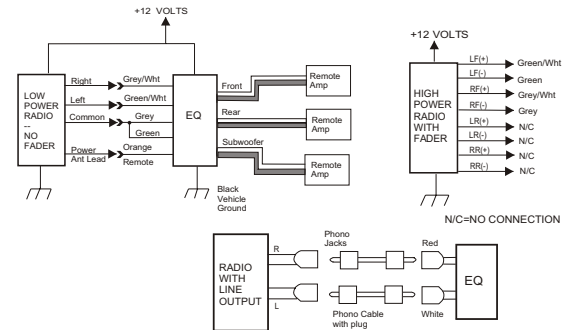 +12 VOLTS
LOW
POWER
RADIO
--
NO
FADER
Right
Grey/Wht
Left
Green/Wht
Common
Grey
Green
Power
Ant Lead
Orange
Remote
EQ
Front
Rear
Subwoofer
Remote
Amp
Remote
Amp
Remote
Amp
Black
Vehicle
Ground
+12 VOLTS
HIGH
POWER
RADIO
WITH
FADER
LF(+)
Green/Wht
LF(-)
Green
RF(+)
Grey/Wht
RF(-)
Grey
LR(+)
N/C
LR(-)
N/C
RR(+)
N/C
RR(-)
N/C
N/C=NO CONNECTION
RADIO
WITH
LINE
OUTPUT
R
L
Phono
Jacks
Red
White
Phono Cable
with plug
EQ